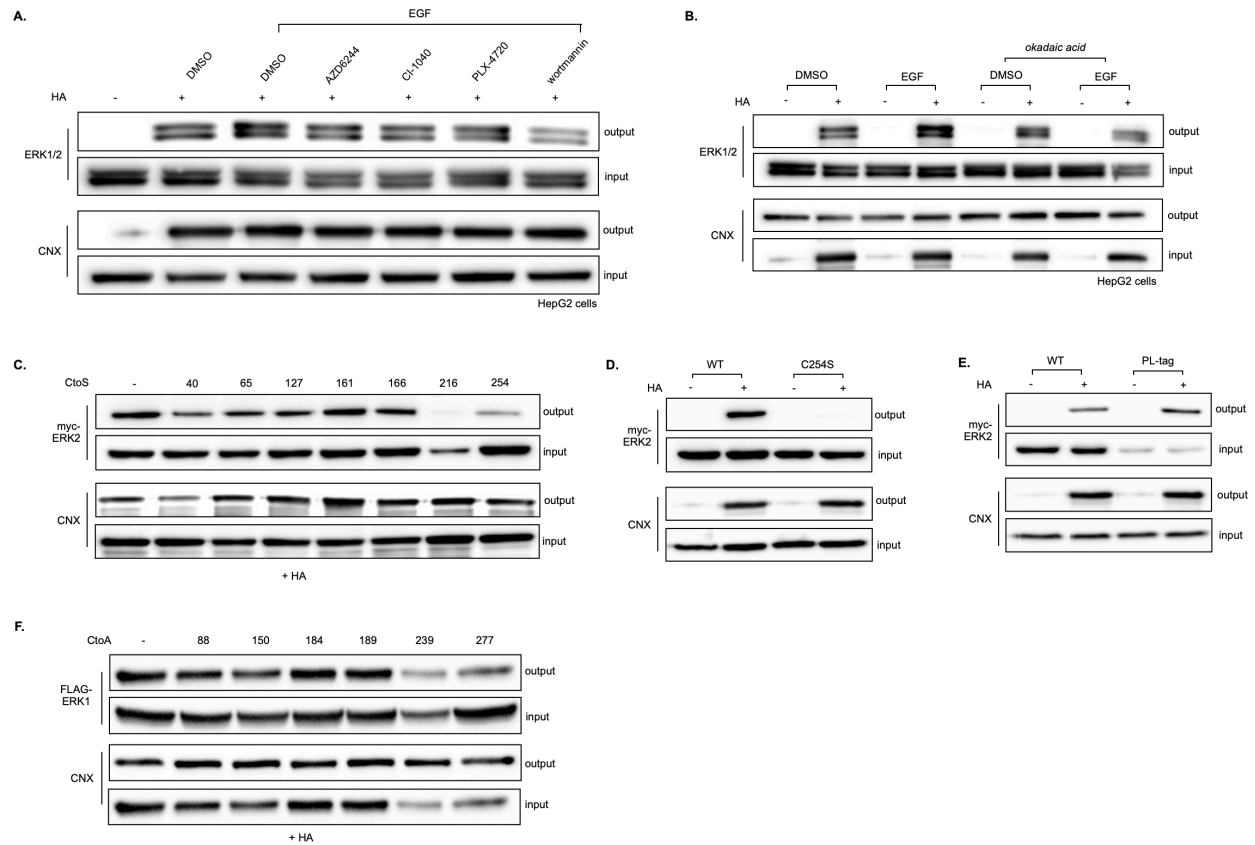 A.
EGF
DMSO DMSO AZD6244 CI-1040 PLX-4720 wortmannin
HA - + + + + + +
ERK1/2
output
input
CNX
output
input
HepG2 cells
B.
okadaic acid
DMSO EGF DMSO EGF
HA - + - + - + - +
ERK1/2
output
input
CNX
output
input
HepG2 cells
C.
CtoS - 40 65 127 161 166 216 254
myc-
ERK2
output
input
CNX
output
input
+ HA
D.
WT C254S
HA - + - +
myc-
ERK2
output
input
CNX
output
input
E.
WT PL-tag
HA - + - +
myc-
ERK2
output
input
CNX
output
input
F.
CtoA - 88 150 184 189 239 277
FLAG-
ERK1
output
input
CNX
output
input
+ HA